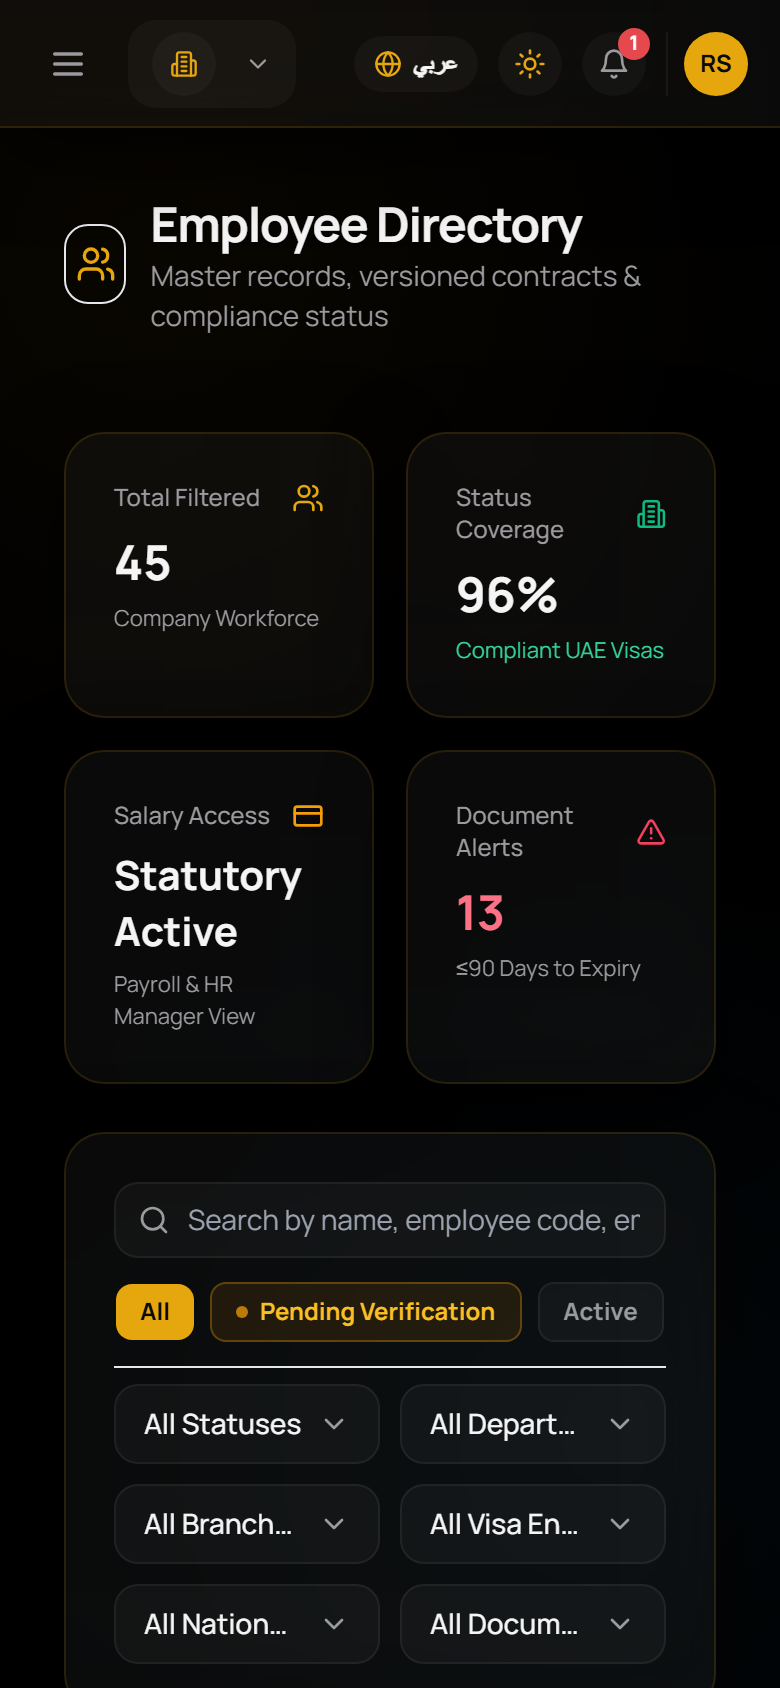 عربي
1
RS
Employee Directory
Master records, versioned contracts &
compliance status
Total Filtered
45
Company Workforce
Status
Coverage
96%
Compliant UAE Visas
Salary Access
Statutory
Active
Payroll & HR
Manager View
Document
Alerts
13
≤90 Days to Expiry
Search by name, employee code, er
All
Pending Verification
Active
All Statuses
All Depart...
All Branch...
All Visa En...
All Nation...
All Docum...